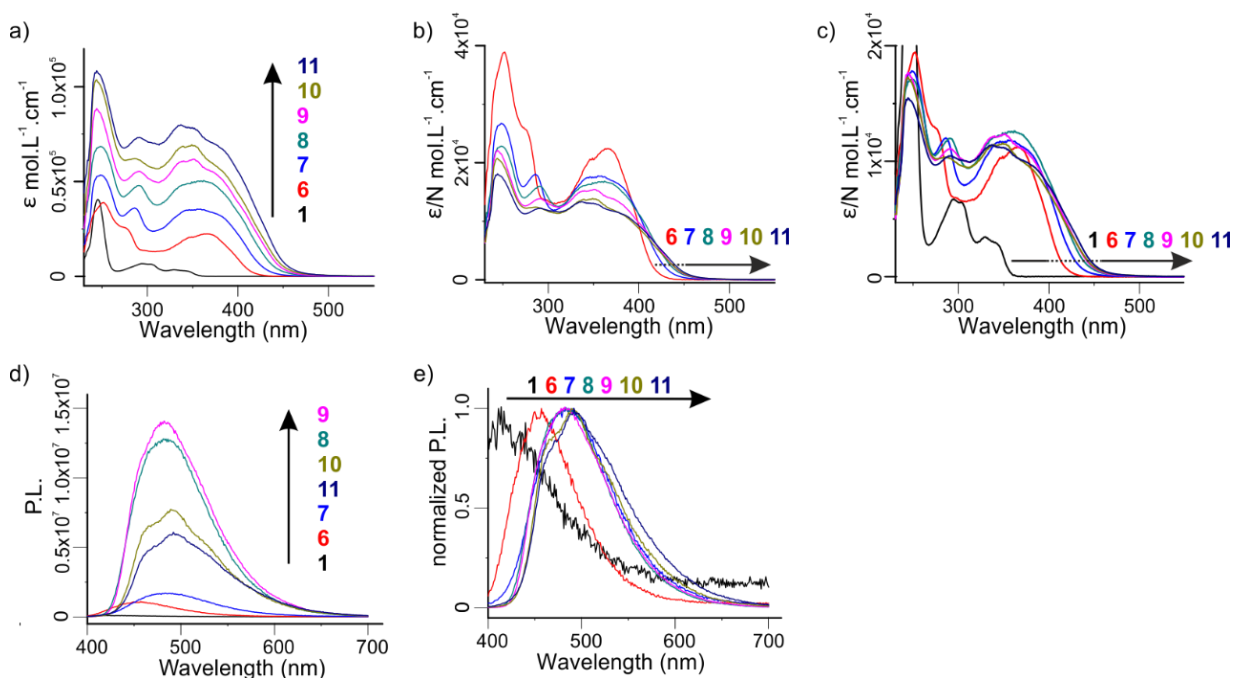 a)
ε mol.L⁻¹.cm⁻¹
1.0x10⁵
0.5x10⁵
0
11
10
9
8
7
6
1
300 400 500
Wavelength (nm)
b)
ε/N mol.L⁻¹.cm⁻¹
4x10⁴
2x10⁴
0
6 7 8 9 10 11
300 400 500
Wavelength (nm)
c)
ε/N mol.L⁻¹.cm⁻¹
2x10⁴
1x10⁴
0
1 6 7 8 9 10 11
300 400 500
Wavelength (nm)
d)
P.L.
1.5x10⁷
1.0x10⁷
0.5x10⁷
0
9
8
10
11
7
6
1
400 500 600 700
Wavelength (nm)
e)
normalized P.L.
1.0
0.5
0
1 6 7 8 9 10 11
400 500 600 700
Wavelength (nm)